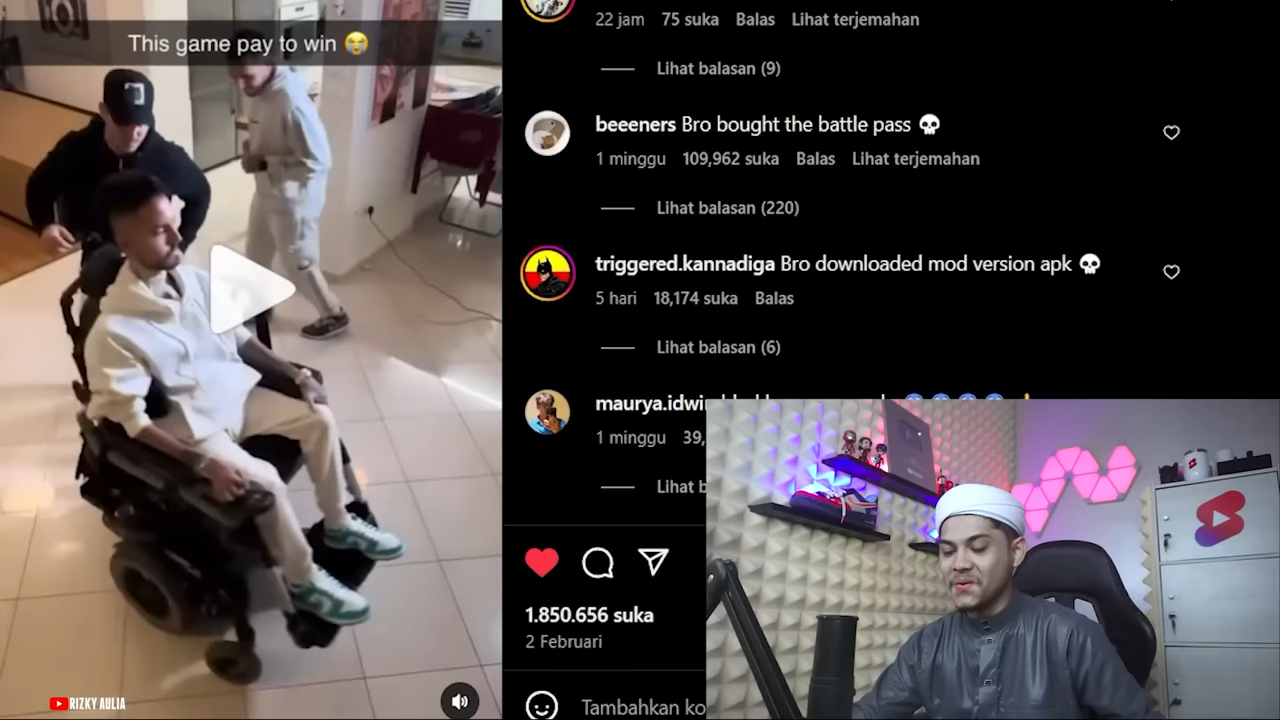 This game pay to win 😭
22 jam 75 suka Balas Lihat terjemahan
Lihat balasan (9)
beeeners Bro bought the battle pass 💀
1 minggu 109,962 suka Balas Lihat terjemahan
Lihat balasan (220)
triggered.kannadiga Bro downloaded mod version apk 💀
5 hari 18,174 suka Balas
Lihat balasan (6)
maurya.idwi
1 minggu 39,
Lihat b
1.850.656 suka
2 Februari
Tambahkan ko
RIZKY AULIA